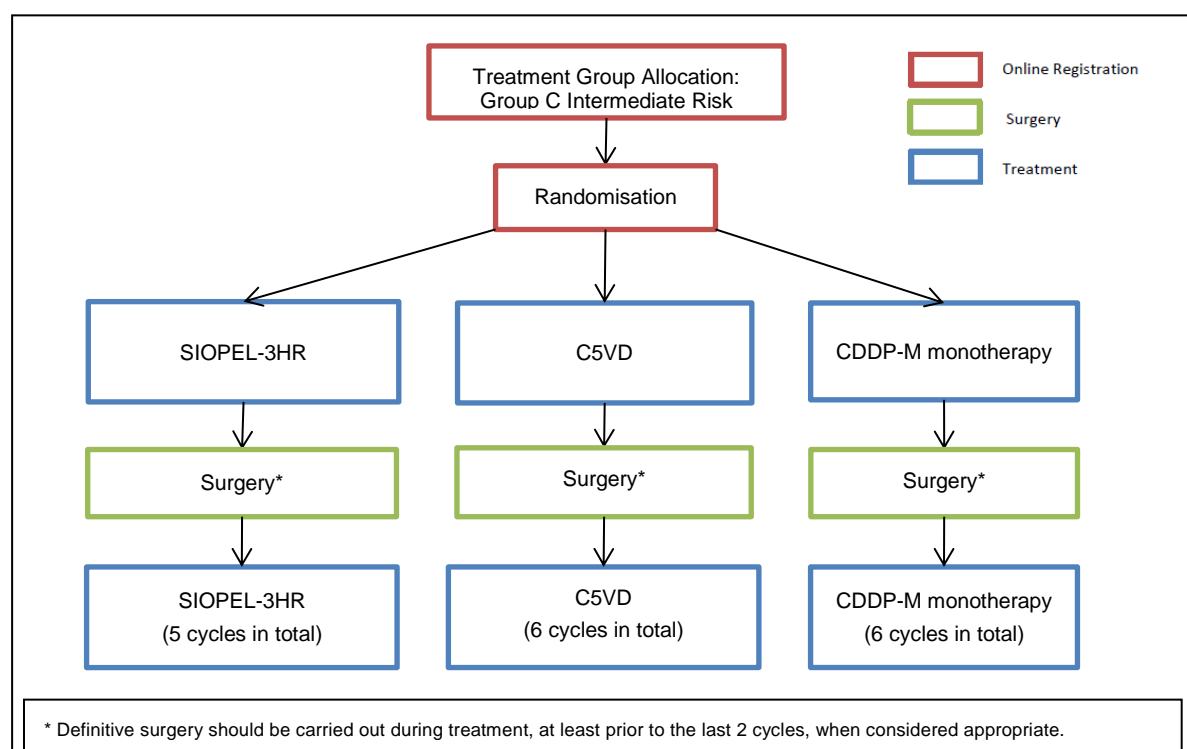 Treatment Group Allocation:
Group C Intermediate Risk
Online Registration
Surgery
Treatment
Randomisation
SIOPEL-3HR
C5VD
CDDP-M monotherapy
Surgery*
Surgery*
Surgery*
SIOPEL-3HR
(5 cycles in total)
C5VD
(6 cycles in total)
CDDP-M monotherapy
(6 cycles in total)
* Definitive surgery should be carried out during treatment, at least prior to the last 2 cycles, when considered appropriate.